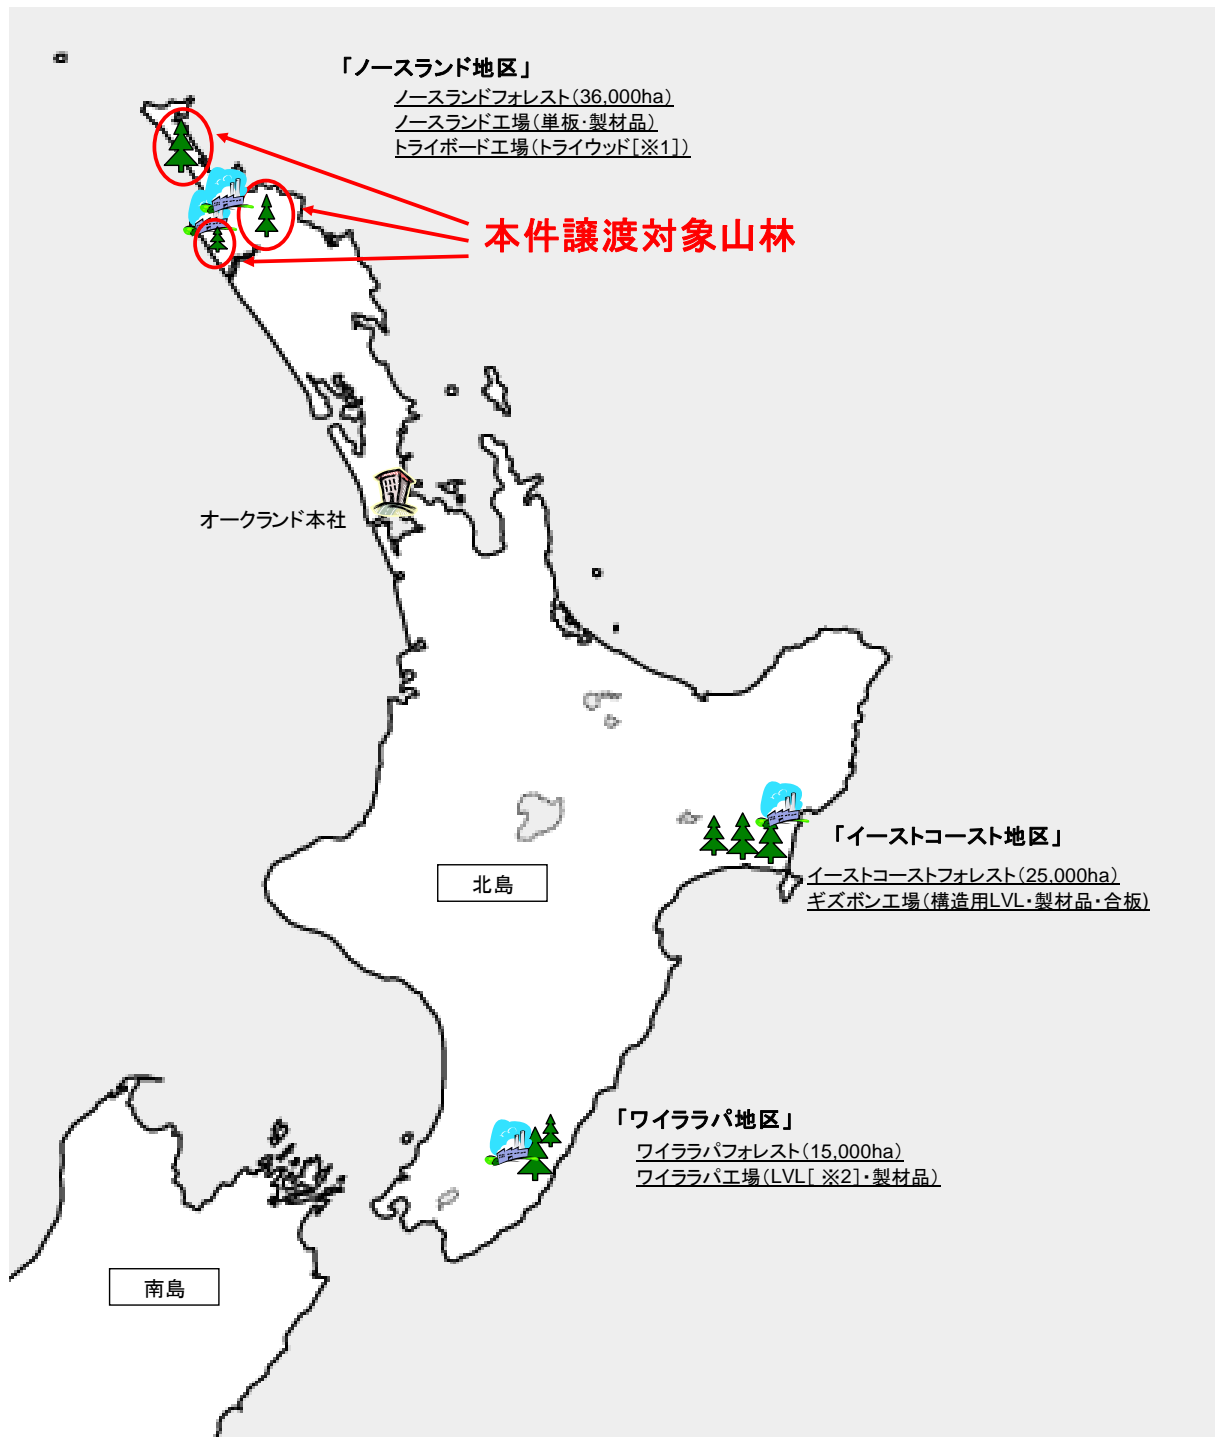 「ノースランド地区」
ノースランドフォレスト(36,000ha)
ノースランド工場(単板・製材品)
トライボード工場(トライウッド[※1])
本件譲渡対象山林
オークランド本社
「イーストコースト地区」
イーストコーストフォレスト(25,000ha)
ギズボン工場(構造用LVL・製材品・合板)
北島
「ワイララパ地区」
ワイララパフォレスト(15,000ha)
ワイララパ工場(LVL[ ※2]・製材品)
南島